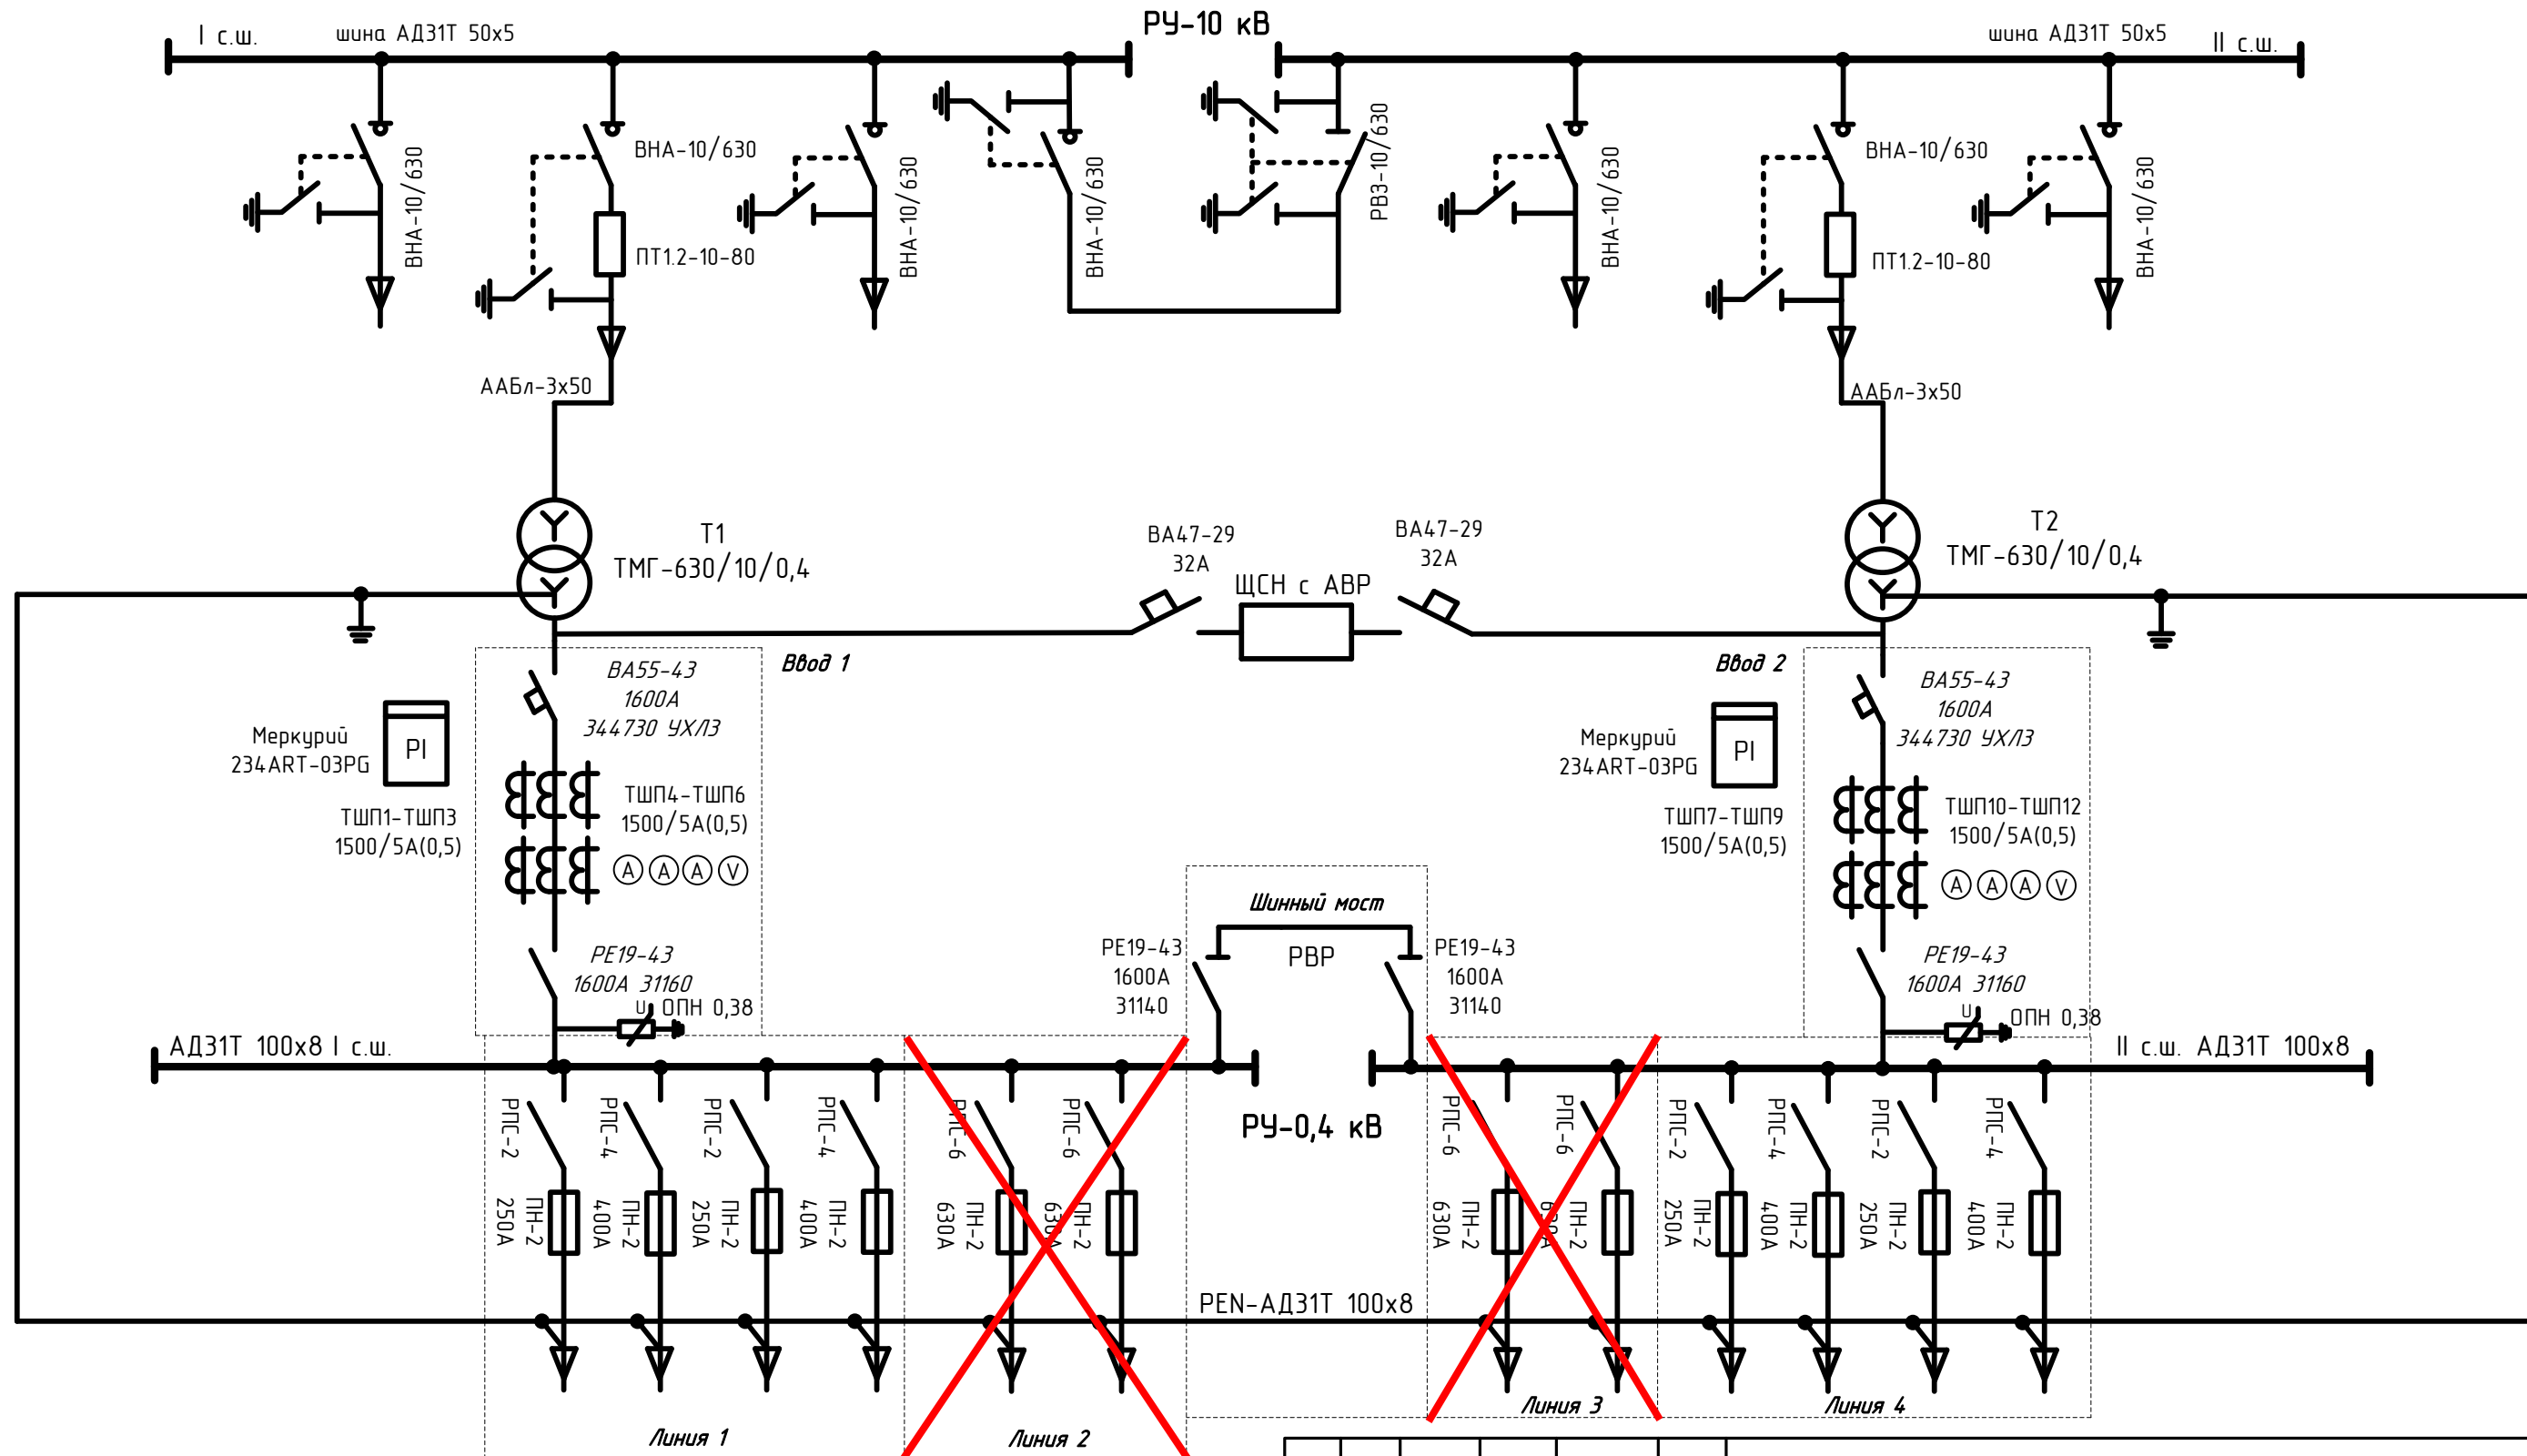 РУ-10 кВ
I с.ш.
шина АД31Т 50х5
шина АД31Т 50х5
II с.ш.
ВНА-10/630
ВНА-10/630
ПТ1.2-10-80
ВНА-10/630
ВНА-10/630
РВЗ-10/630
ВНА-10/630
ВНА-10/630
ПТ1.2-10-80
ВНА-10/630
ААБл-3х50
ААБл-3х50
Т1
ТМГ-630/10/0,4
ВА47-29
32А
ЩСН с АВР
ВА47-29
32А
Т2
ТМГ-630/10/0,4
Ввод 1
ВА55-43
1600А
344730 УХЛ3
Меркурий
234ART-03PG
PI
ТШП1-ТШП3
1500/5А(0,5)
ТШП4-ТШП6
1500/5А(0,5)
А А А V
РЕ19-43
1600А 31160
U ОПН 0,38
Ввод 2
ВА55-43
1600А
344730 УХЛ3
Меркурий
234ART-03PG
PI
ТШП7-ТШП9
1500/5А(0,5)
ТШП10-ТШП12
1500/5А(0,5)
А А А V
РЕ19-43
1600А 31160
U ОПН 0,38
Шинный мост
РВР
РЕ19-43
1600А
31140
РЕ19-43
1600А
31140
АД31Т 100х8 I с.ш.
II с.ш. АД31Т 100х8
РУ-0,4 кВ
РПС-2
РПС-4
РПС-2
РПС-4
РПС-6
РПС-6
РПС-6
РПС-6
РПС-2
РПС-4
РПС-2
РПС-4
ПН-2
250А
ПН-2
400А
ПН-2
250А
ПН-2
400А
ПН-2
630А
ПН-2
630А
ПН-2
630А
ПН-2
630А
ПН-2
250А
ПН-2
400А
ПН-2
250А
ПН-2
400А
PEN-АД31Т 100х8
Линия 1
Линия 2
Линия 3
Линия 4